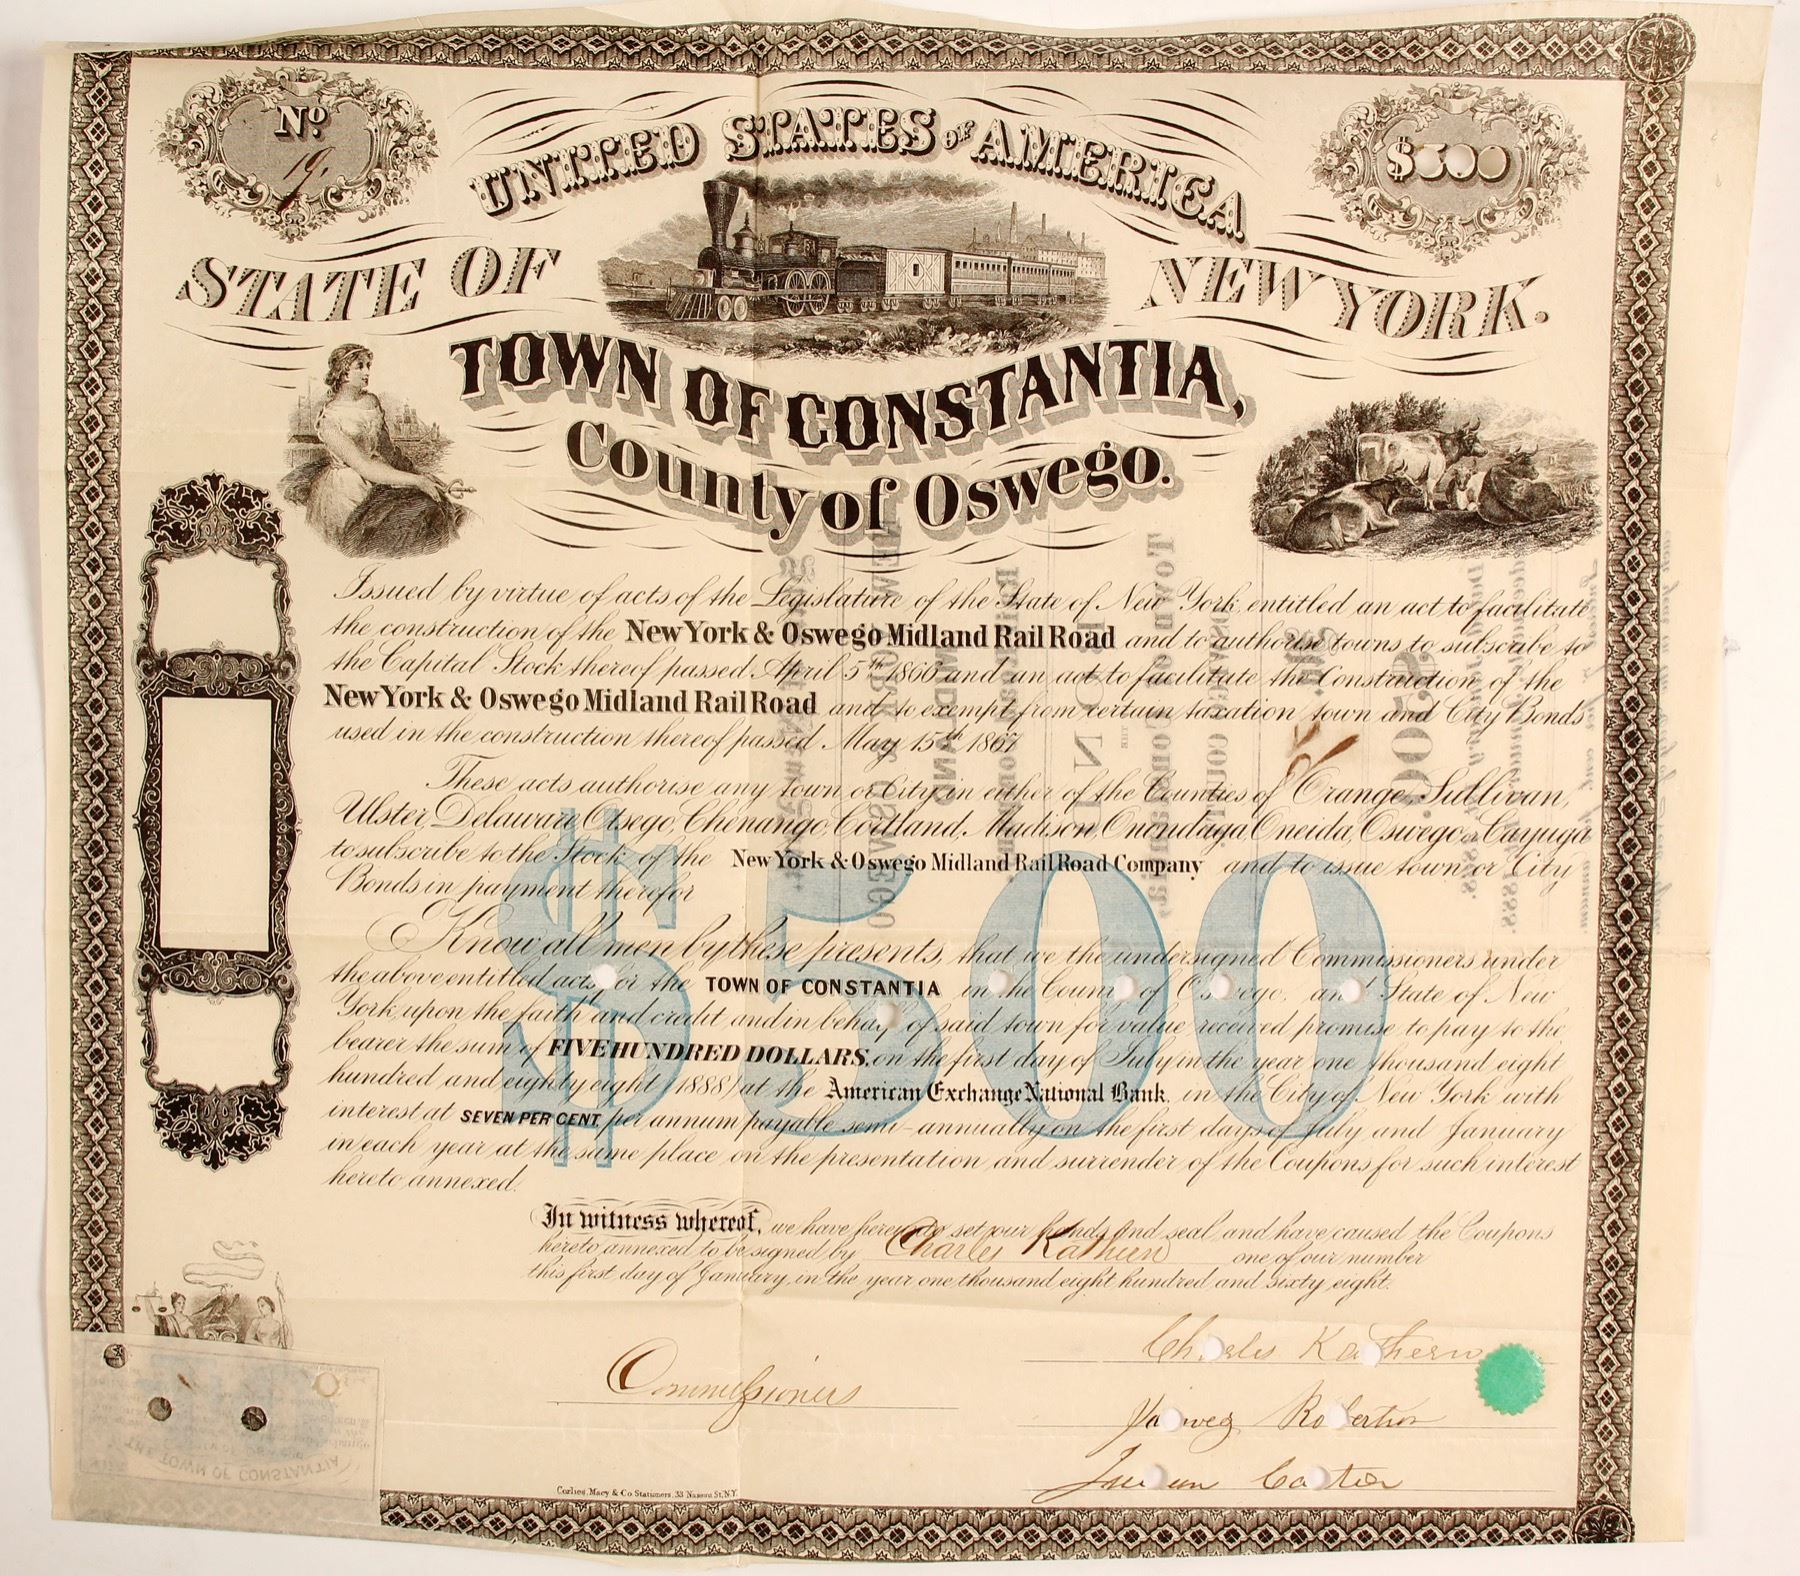 No
19.
UNITED STATES OF AMERICA
$500
STATE OF NEW YORK.
TOWN OF CONSTANTIA,
County of Oswego.
Issued by virtue of acts of the Legislature of the State of New York, entitled an act to facilitate
the construction of the New York & Oswego Midland Rail Road and to authorise towns to subscribe to
the Capital Stock thereof passed April 5th 1866 and an act to facilitate the Construction of the
New York & Oswego Midland Rail Road and to exempt from certain taxation town and City Bonds
used in the construction thereof passed May 15th 1867
These acts authorise any town or City in either of the Counties of Orange, Sullivan,
Ulster, Delaware, Otsego, Chenango, Cortland, Madison, Onondaga, Oneida, Oswego or Cayuga
to subscribe to the Stock of the New York & Oswego Midland Rail Road Company and to issue town or City
Bonds in payment therefor
$500
Know all men by these presents, that we the undersigned Commissioners under
the above entitled acts for the TOWN OF CONSTANTIA in the County of Oswego, and State of New
York, upon the faith and credit and in behalf of said town for value received promise to pay to the
bearer the sum of FIVE HUNDRED DOLLARS, on the first day of July in the year one thousand eight
hundred and eighty eight (1888) at the American Exchange National Bank, in the City of New York with
interest at SEVEN PER CENT, per annum payable semi-annually on the first days of July and January
in each year at the same place on the presentation and surrender of the Coupons for such interest
hereto annexed.
In witness whereof, we have hereunto set our hands and seal, and have caused the Coupons
hereto annexed to be signed by Charles Kathern one of our number
this first day of January, in the year one thousand eight hundred and sixty eight.
Charles Kathern
Commissioners
Robertson
Carter
Corlies, Macy & Co. Stationers, 33 Nassau St, N.Y.
THE TOWN OF CONSTANTIA